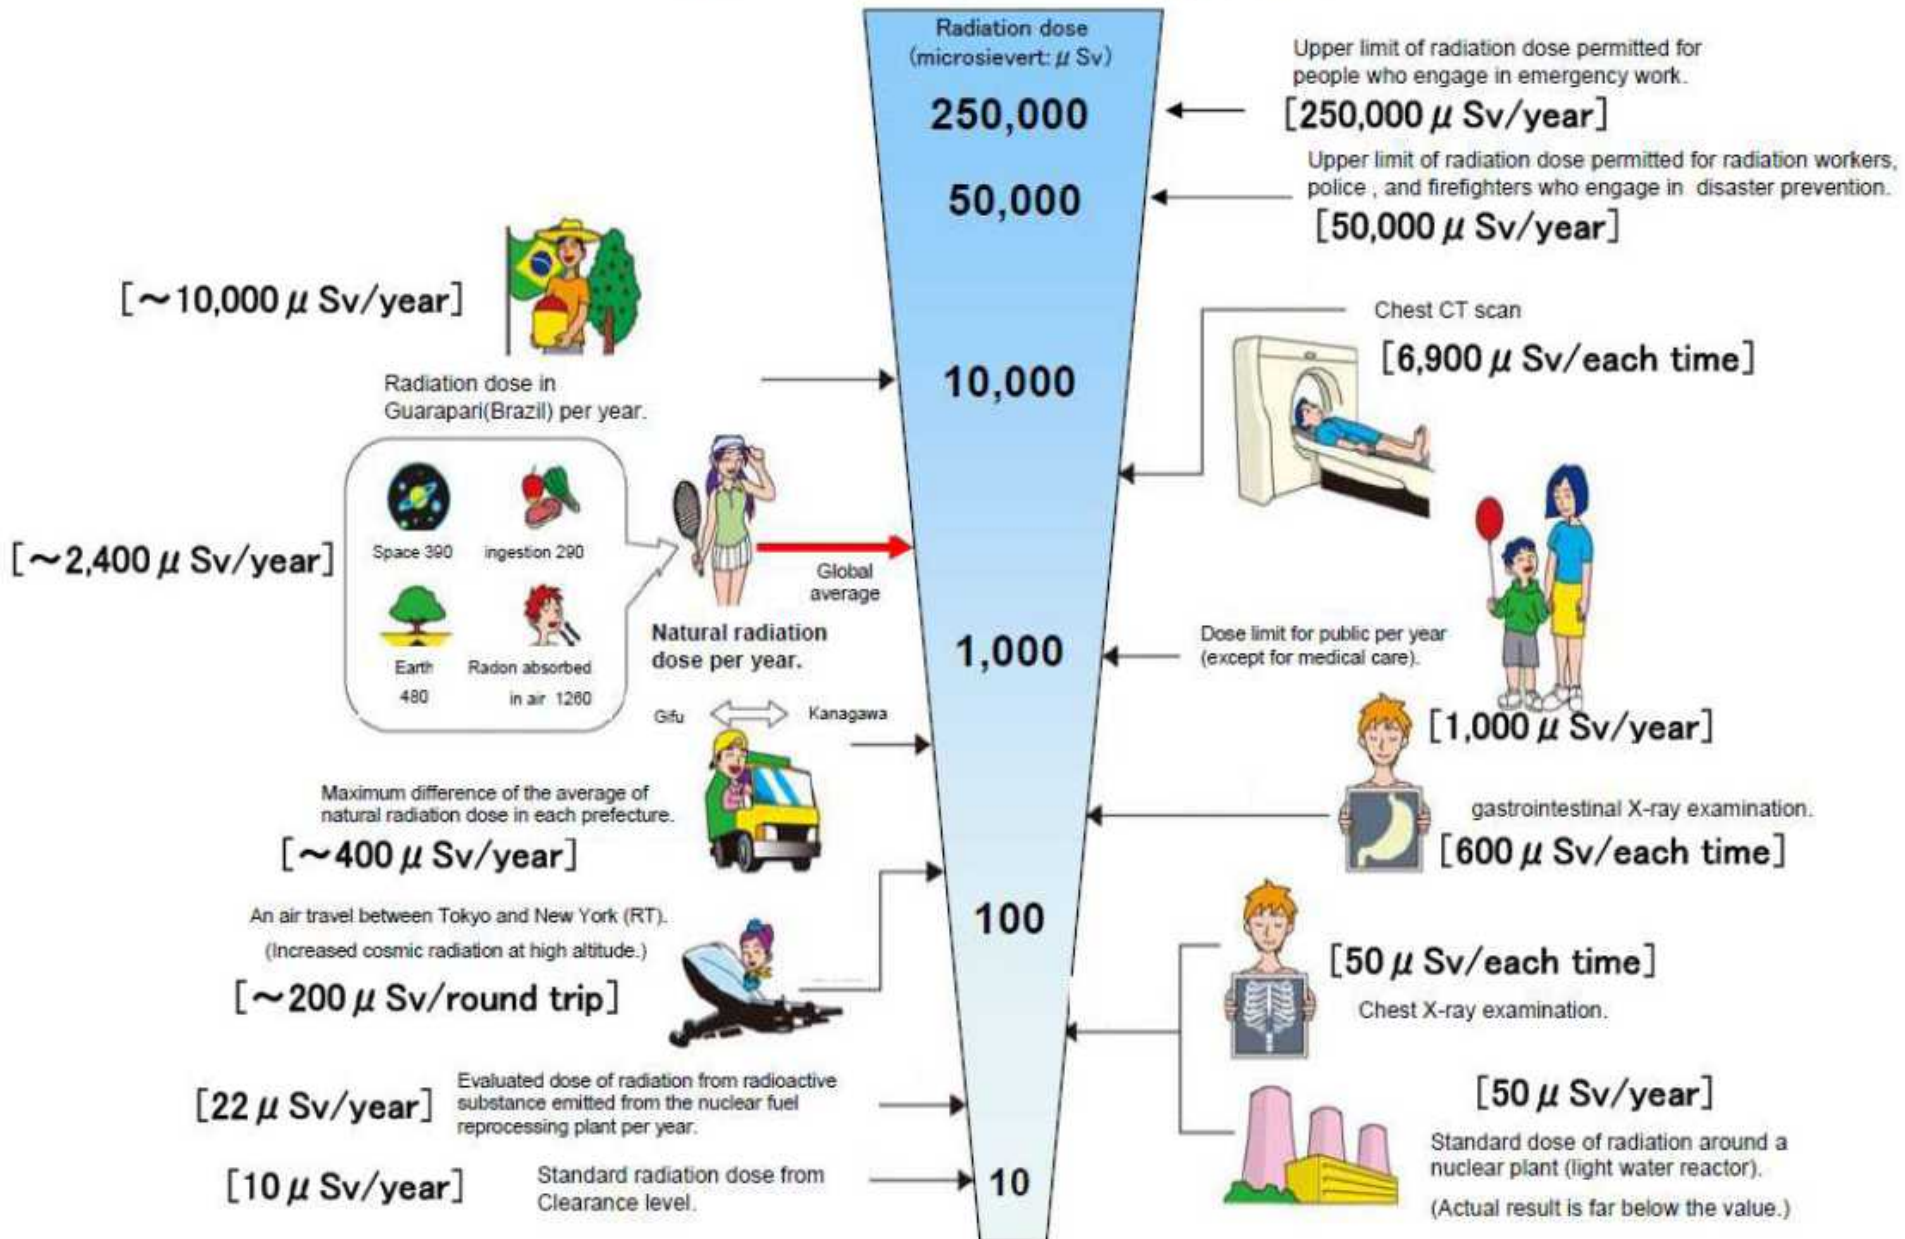 Radiation dose
(microsievert: μ Sv)
250,000
50,000
10,000
1,000
100
10
[~10,000 μ Sv/year]
Radiation dose in
Guarapari(Brazil) per year.
[~2,400 μ Sv/year]
Space 390
ingestion 290
Earth
480
Radon absorbed
in air 1260
Global
average
Natural radiation
dose per year.
Gifu
Kanagawa
Maximum difference of the average of
natural radiation dose in each prefecture.
[~400 μ Sv/year]
An air travel between Tokyo and New York (RT).
(Increased cosmic radiation at high altitude.)
[~200 μ Sv/round trip]
[22 μ Sv/year]
Evaluated dose of radiation from radioactive
substance emitted from the nuclear fuel
reprocessing plant per year.
[10 μ Sv/year]
Standard radiation dose from
Clearance level.
Upper limit of radiation dose permitted for
people who engage in emergency work.
[250,000 μ Sv/year]
Upper limit of radiation dose permitted for radiation workers,
police , and firefighters who engage in disaster prevention.
[50,000 μ Sv/year]
Chest CT scan
[6,900 μ Sv/each time]
Dose limit for public per year
(except for medical care).
[1,000 μ Sv/year]
gastrointestinal X-ray examination.
[600 μ Sv/each time]
[50 μ Sv/each time]
Chest X-ray examination.
[50 μ Sv/year]
Standard dose of radiation around a
nuclear plant (light water reactor).
(Actual result is far below the value.)